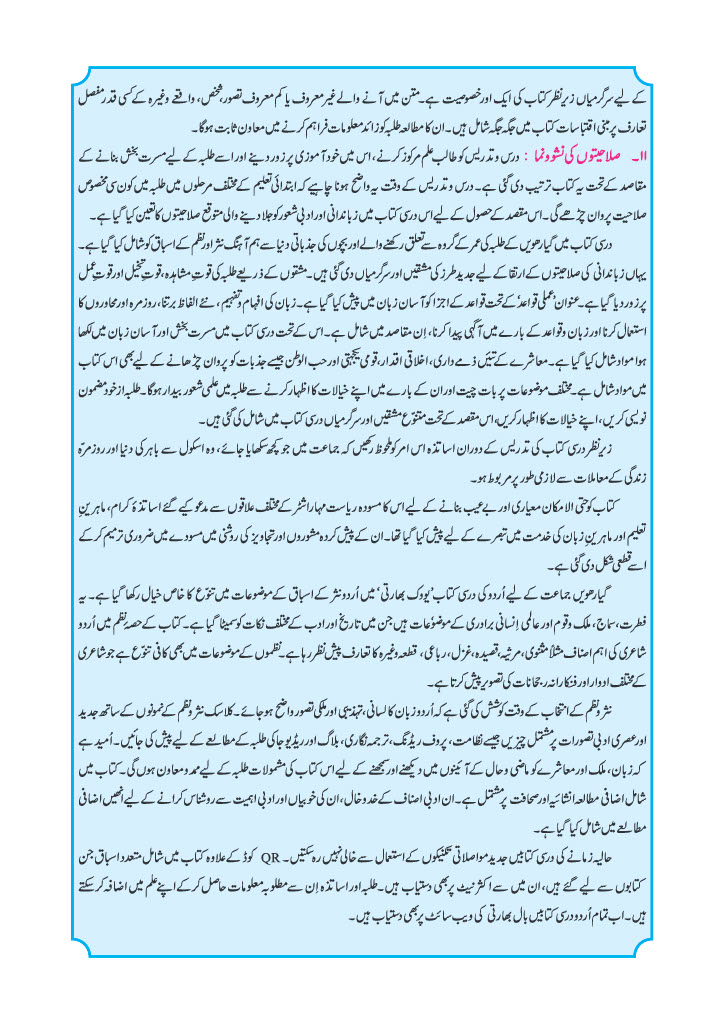 کے لیے سرگرمیاں زیرِ نظر کتاب کی ایک اور خصوصیت ہے۔ متن میں آنے والے غیر معروف یا کم معروف تصور، شخص، واقعے وغیرہ کے کسی قدر مفصل
تعارف پر مبنی اقتباسات کتاب میں جگہ جگہ شامل ہیں۔ ان کا مطالعہ طلبہ کو زائد معلومات فراہم کرنے میں معاون ثابت ہوگا۔
۱۱۔ صلاحیتوں کی نشو و نما : درس و تدریس کو طالب علم مرکوز کرنے، اس میں خود آموزی پر زور دینے اور اسے طلبہ کے لیے مسرت بخش بنانے کے
مقاصد کے تحت یہ کتاب ترتیب دی گئی ہے۔ درس و تدریس کے وقت یہ واضح ہونا چاہیے کہ ابتدائی تعلیم کے مختلف مرحلوں میں طلبہ میں کون سی مخصوص
صلاحیت پروان چڑھے گی۔ اس مقصد کے حصول کے لیے اس درسی کتاب میں زباندانی اور ادبی شعور کو جلا دینے والی متوقع صلاحیتوں کا تعین کیا گیا ہے۔
درسی کتاب میں گیارھویں کے طلبہ کی عمر کے گروہ سے تعلق رکھنے والے اور بچوں کی جذباتی دنیا سے ہم آہنگ نثر اور نظم کے اسباق کو شامل کیا گیا ہے۔
یہاں زباندانی کی صلاحیتوں کے ارتقا کے لیے جدید طرز کی مشقیں اور سرگرمیاں دی گئی ہیں۔ مشقوں کے ذریعے طلبہ کی قوتِ مشاہدہ، قوتِ تخیل اور قوتِ عمل
پر زور دیا گیا ہے۔ عنوان 'عملی قواعد' کے تحت قواعد کے اجزا کو آسان زبان میں پیش کیا گیا ہے۔ زبان کی افہام و تفہیم، نئے الفاظ برتنا، روزمرہ اور محاوروں کا
استعمال کرنا اور زبان و قواعد کے بارے میں آگہی پیدا کرنا، اِن مقاصد میں شامل ہے۔ اس کے تحت درسی کتاب میں مسرت بخش اور آسان زبان میں لکھا
ہوا مواد شامل کیا گیا ہے۔ معاشرے کے تئیں ذمے داری، اخلاقی اقدار، قومی یکجہتی اور حب الوطن جیسے جذبات کو پروان چڑھانے کے لیے بھی اس کتاب
میں مواد شامل ہے۔ مختلف موضوعات پر بات چیت اور ان کے بارے میں اپنے خیالات کا اظہار کرنے سے طلبہ میں علمی شعور بیدار ہوگا۔ طلبہ از خود مضمون
نویسی کریں، اپنے خیالات کا اظہار کریں، اس مقصد کے تحت متنوّع مشقیں اور سرگرمیاں درسی کتاب میں شامل کی گئی ہیں۔
زیرِ نظر درسی کتاب کی تدریس کے دوران اساتذہ اس امر کو ملحوظ رکھیں کہ جماعت میں جو کچھ سکھایا جائے، وہ اسکول سے باہر کی دنیا اور روزمرّہ
زندگی کے معاملات سے لازمی طور پر مربوط ہو۔
کتاب کو حتی الامکان معیاری اور بے عیب بنانے کے لیے اس کا مسودہ ریاست مہاراشٹر کے مختلف علاقوں سے مدعو کیے گئے اساتذۂ کرام، ماہرینِ
تعلیم اور ماہرینِ زبان کی خدمت میں تبصرے کے لیے پیش کیا گیا تھا۔ ان کے پیش کردہ مشوروں اور تجاویز کی روشنی میں مسودے میں ضروری ترمیم کر کے
اسے قطعی شکل دی گئی ہے۔
گیارھویں جماعت کے لیے اُردو کی درسی کتاب 'یووک بھارتی' میں اُردو نثر کے اسباق کے موضوعات میں تنوّع کا خاص خیال رکھا گیا ہے۔ یہ
فطرت، سماج، ملک و قوم اور عالمی اِنسانی برادری کے موضوعات ہیں جن میں تاریخ اور ادب کے مختلف نکات کو سمیٹا گیا ہے۔ کتاب کے حصۂ نظم میں اُردو
شاعری کی اہم اصناف مثلاً مثنوی، مرثیہ، قصیدہ، غزل، رباعی، قطعہ وغیرہ کا تعارف پیشِ نظر رہا ہے۔ نظموں کے موضوعات میں بھی کافی تنوّع ہے جو شاعری
کے مختلف ادوار اور فنکارانہ رجحانات کی تصویر پیش کرتا ہے۔
نثر و نظم کے انتخاب کے وقت کوشش کی گئی ہے کہ اُردو زبان کا لسانی، تہذیبی اور ملکی تصور واضح ہو جائے۔ کلاسک نثر و نظم کے نمونوں کے ساتھ جدید
اور عصری ادبی تصورات پر مشتمل چیزیں جیسے نظامت، پروف ریڈنگ، ترجمہ نگاری، بلاگ اور ریڈیو جاکی طلبہ کے مطالعے کے لیے پیش کی جائیں۔ اُمید ہے
کہ زبان، ملک اور معاشرے کو ماضی و حال کے آئینوں میں دیکھنے اور سمجھنے کے لیے اس کتاب کی مشمولات طلبہ کے لیے ممد و معاون ہوں گی۔ کتاب میں
شامل اضافی مطالعہ انشائیہ اور صحافت پر مشتمل ہے۔ ان ادبی اصناف کے خد و خال، ان کی خوبیاں اور ادبی اہمیت سے روشناس کرانے کے لیے انھیں اضافی
مطالعے میں شامل کیا گیا ہے۔
حالیہ زمانے کی درسی کتابیں جدید مواصلاتی تکنیکوں کے استعمال سے خالی نہیں رہ سکتیں۔ QR کوڈ کے علاوہ کتاب میں شامل متعدد اسباق جن
کتابوں سے لیے گئے ہیں، ان میں سے اکثر نیٹ پر بھی دستیاب ہیں۔ طلبہ اور اساتذہ اِن سے مطلوبہ معلومات حاصل کر کے اپنے علم میں اضافہ کر سکتے
ہیں۔ اب تمام اُردو درسی کتابیں بال بھارتی کی ویب سائٹ پر بھی دستیاب ہیں۔